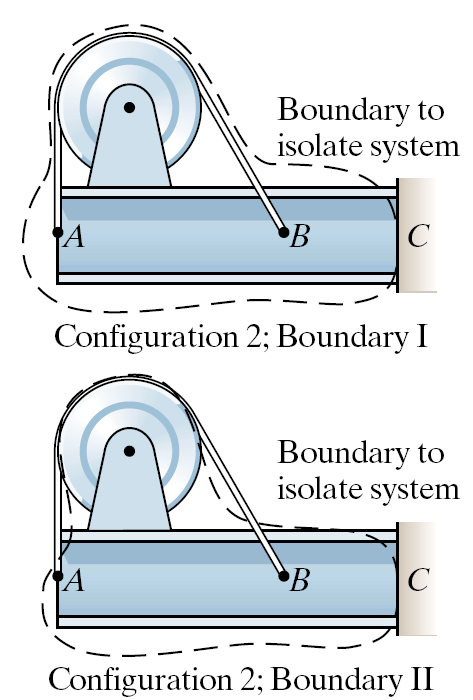 Boundary to
isolate system
A
B
C
Configuration 2; Boundary I
Boundary to
isolate system
A
B
C
Configuration 2; Boundary II